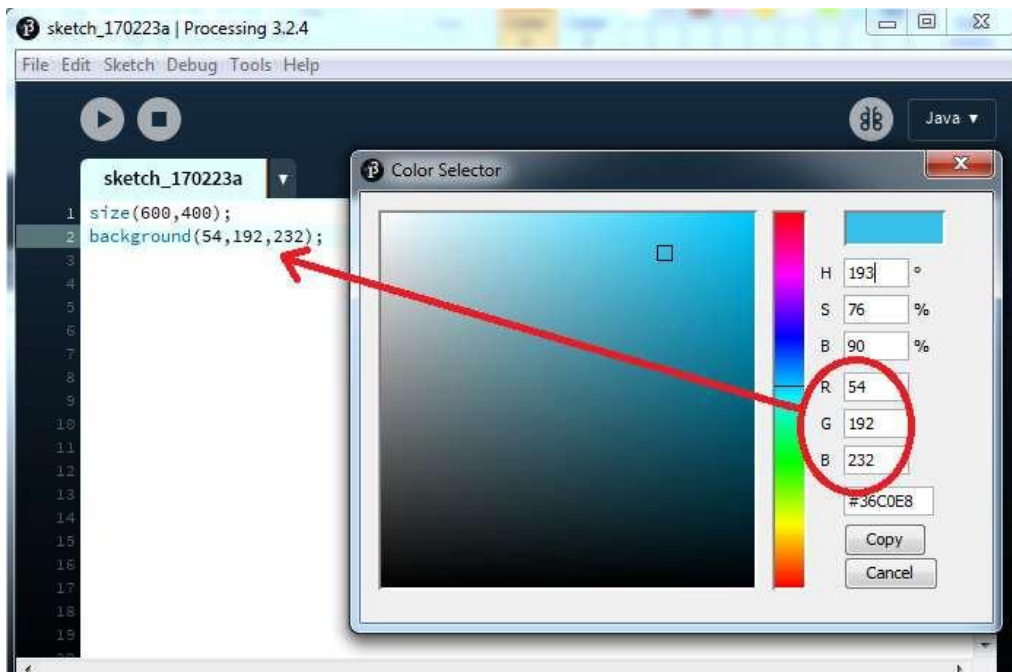 sketch_170223a | Processing 3.2.4
File Edit Sketch Debug Tools Help
Java ▼
sketch_170223a ▼
Color Selector
1 size(600,400);
2 background(54,192,232);
3
4
5
6
7
8
9
10
11
12
13
14
15
16
17
18
19
H 193 °
S 76 %
B 90 %
R 54
G 192
B 232
#36C0E8
Copy
Cancel